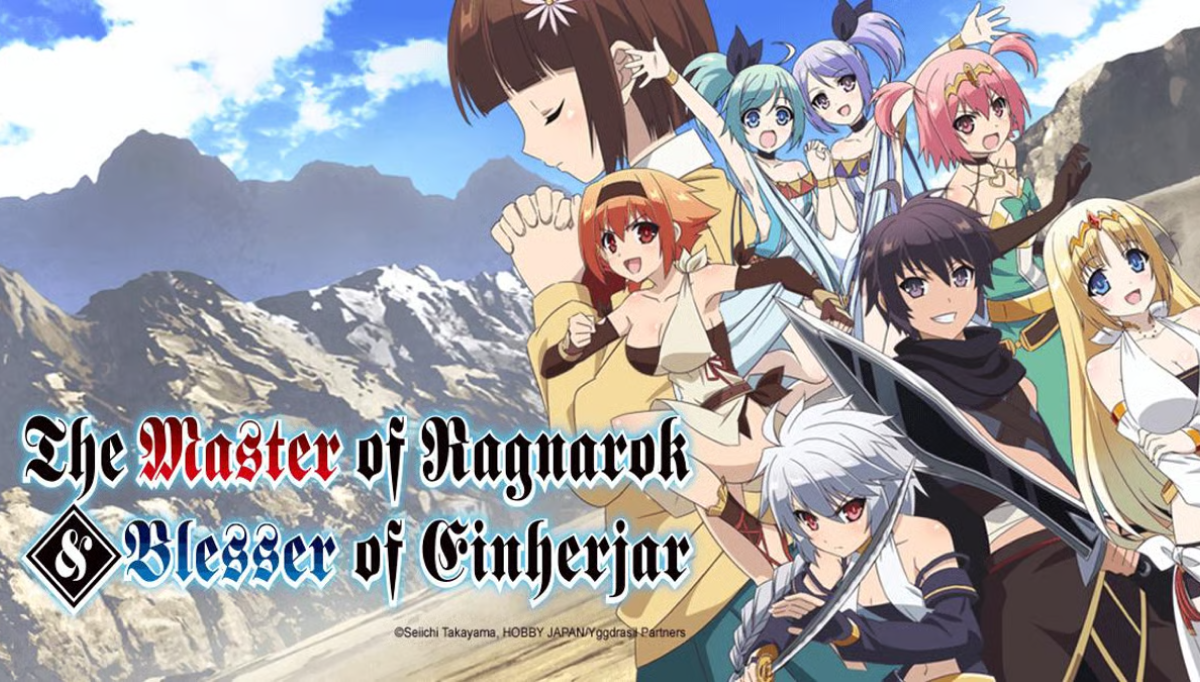 The Master of Ragnarok
& Blesser of Einherjar
©Seiichi Takayama, HOBBY JAPAN/Yggdrasil Partners